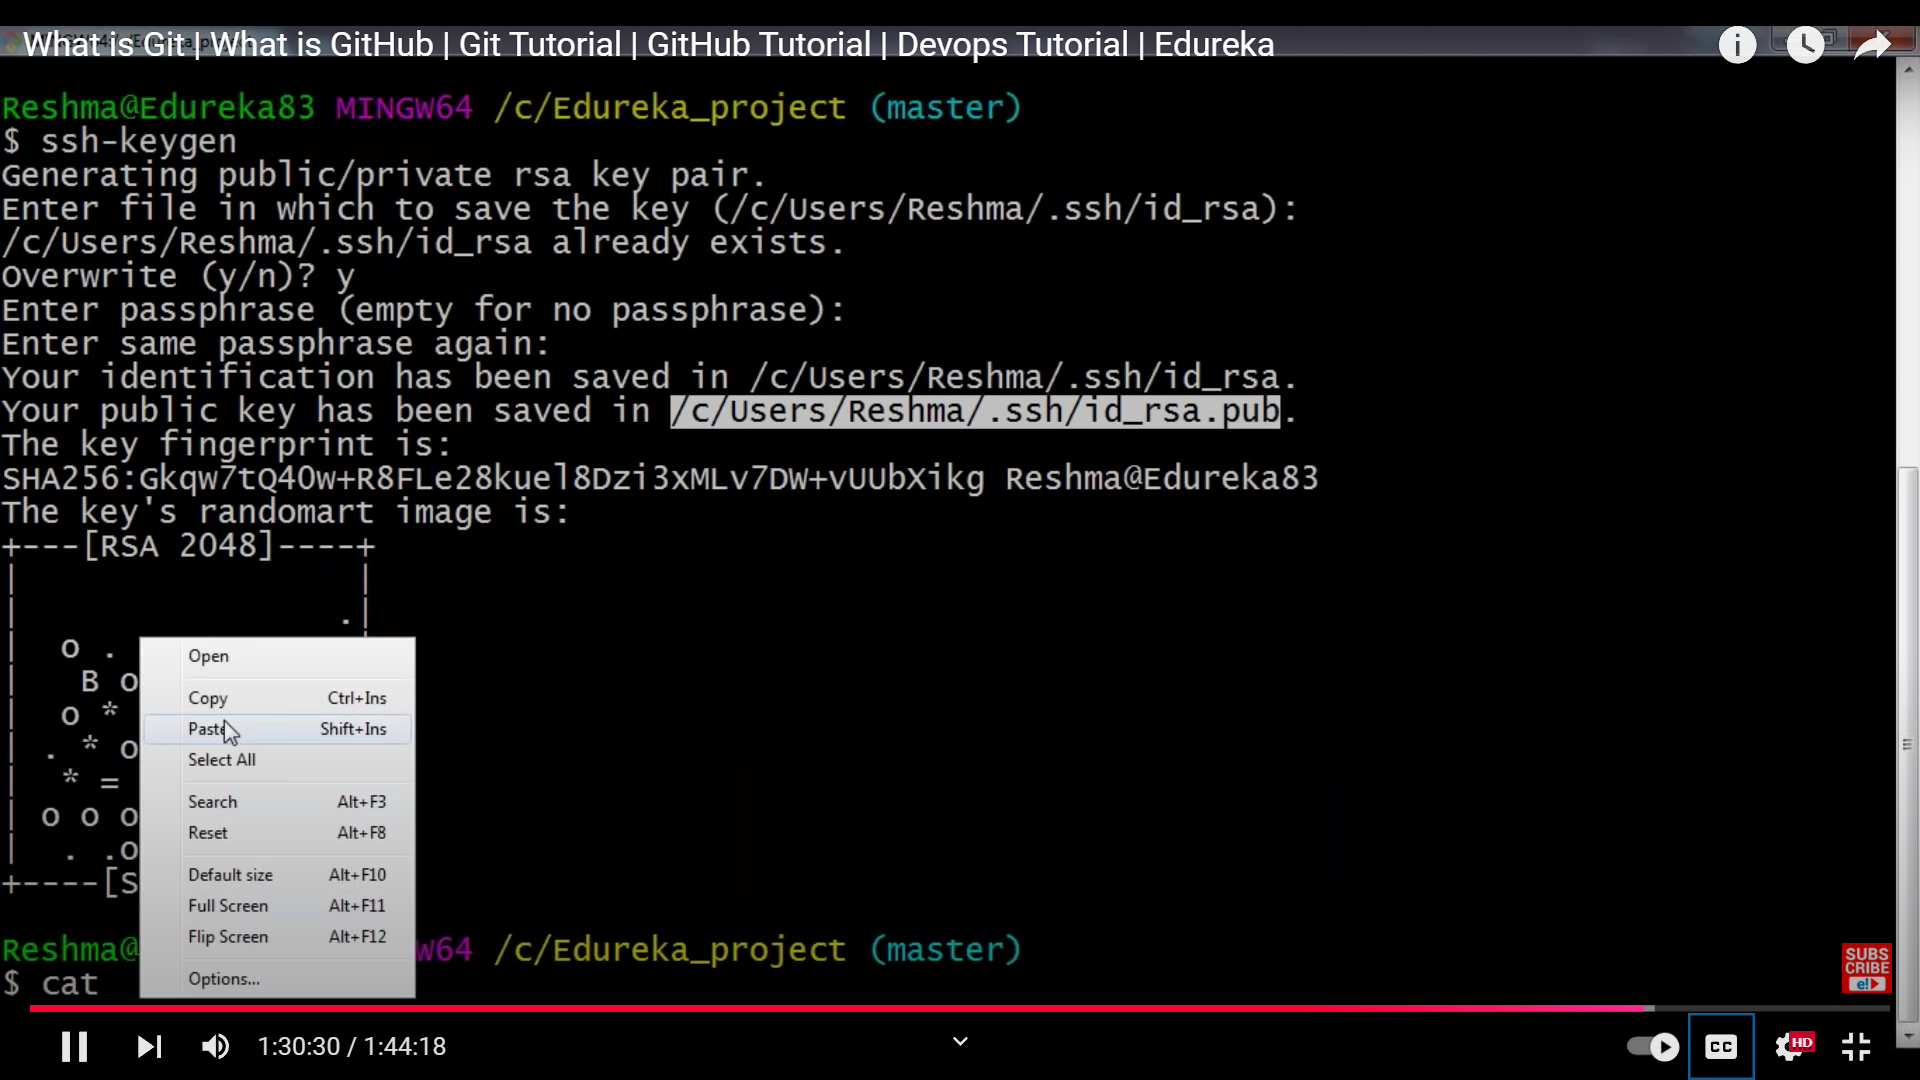 What is Git | What is GitHub | Git Tutorial | GitHub Tutorial | Devops Tutorial | Edureka
Reshma@Edureka83 MINGW64 /c/Edureka_project (master)
$ ssh-keygen
Generating public/private rsa key pair.
Enter file in which to save the key (/c/Users/Reshma/.ssh/id_rsa):
/c/Users/Reshma/.ssh/id_rsa already exists.
Overwrite (y/n)? y
Enter passphrase (empty for no passphrase):
Enter same passphrase again:
Your identification has been saved in /c/Users/Reshma/.ssh/id_rsa.
Your public key has been saved in /c/Users/Reshma/.ssh/id_rsa.pub.
The key fingerprint is:
SHA256:Gkqw7tQ4Ow+R8FLe28kuel8Dzi3xMLv7DW+vUUbXikg Reshma@Edureka83
The key's randomart image is:
+---[RSA 2048]----+
|                 |
|                .|
|  o .
|   B o
|  o *
| . * o
|  * =
| o o o
|  . .o
+----[S
Open
Copy Ctrl+Ins
Paste Shift+Ins
Select All
Search Alt+F3
Reset Alt+F8
Default size Alt+F10
Full Screen Alt+F11
Flip Screen Alt+F12
Options...
Reshma@ W64 /c/Edureka_project (master)
$ cat
SUBS
CRIBE
e!
1:30:30 / 1:44:18
CC
HD